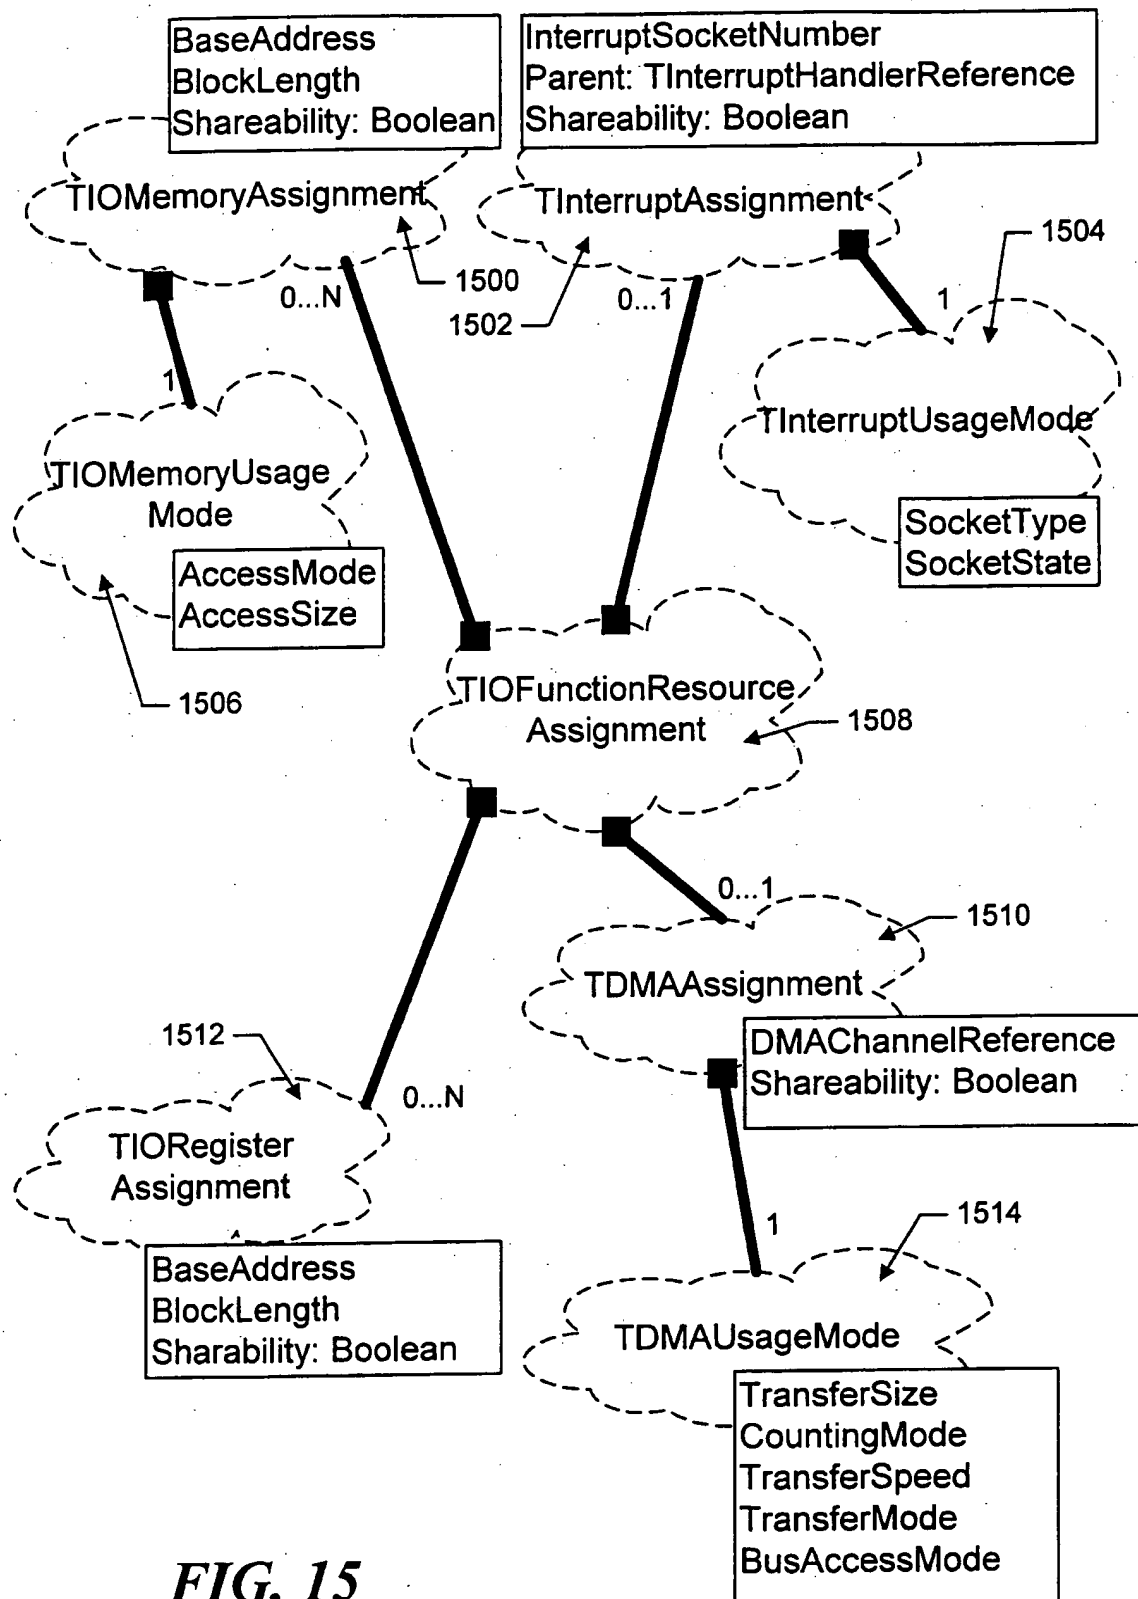 BaseAddress
BlockLength
Shareability: Boolean
InterruptSocketNumber
Parent: TInterruptHandlerReference
Shareability: Boolean
TIOMemoryAssignment
TInterruptAssignment
1500
0...N
1502
0...1
1504
1
1
TInterruptUsageMode
SocketType
SocketState
TIOMemoryUsage
Mode
AccessMode
AccessSize
1506
TIOFunctionResource
Assignment
1508
0...1
1510
TDMAAssignment
DMAChannelReference
Shareability: Boolean
1512
0...N
TIORegister
Assignment
BaseAddress
BlockLength
Sharability: Boolean
1
1514
TDMAUsageMode
TransferSize
CountingMode
TransferSpeed
TransferMode
BusAccessMode
FIG. 15